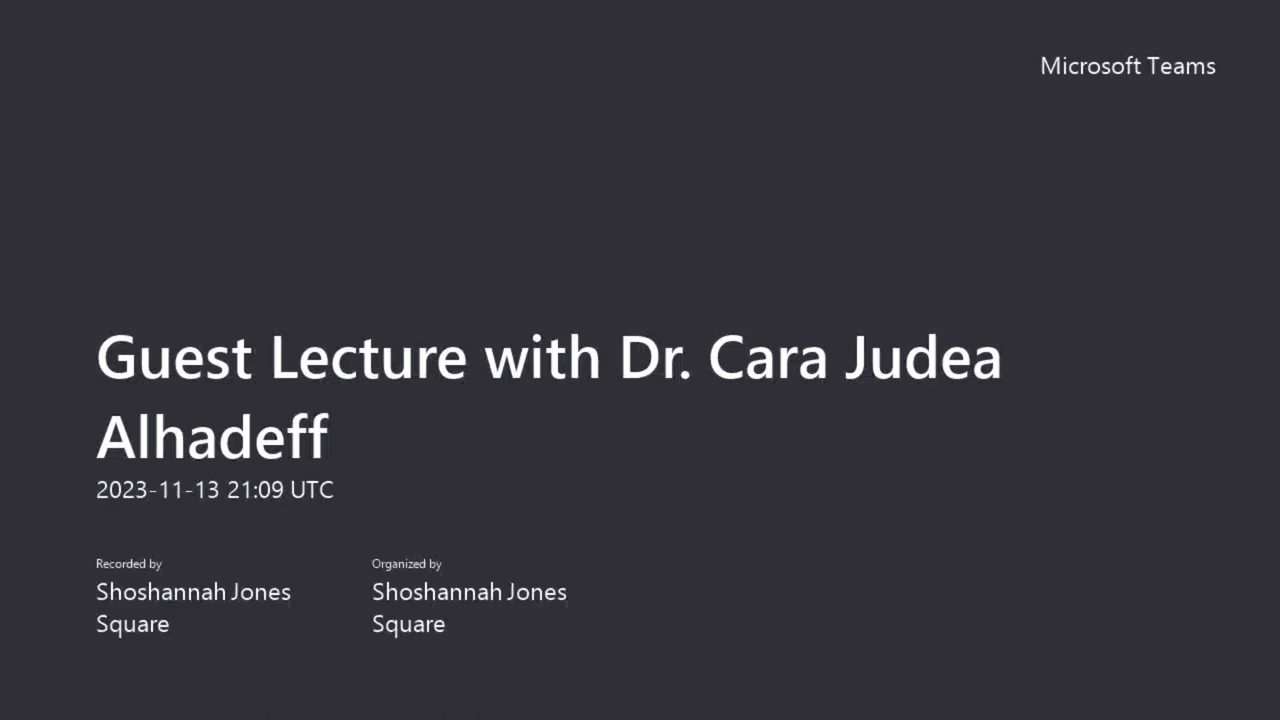 Microsoft Teams
Guest Lecture with Dr. Cara Judea
Alhadeff
2023-11-13 21:09 UTC
Recorded by
Shoshannah Jones
Square
Organized by
Shoshannah Jones
Square